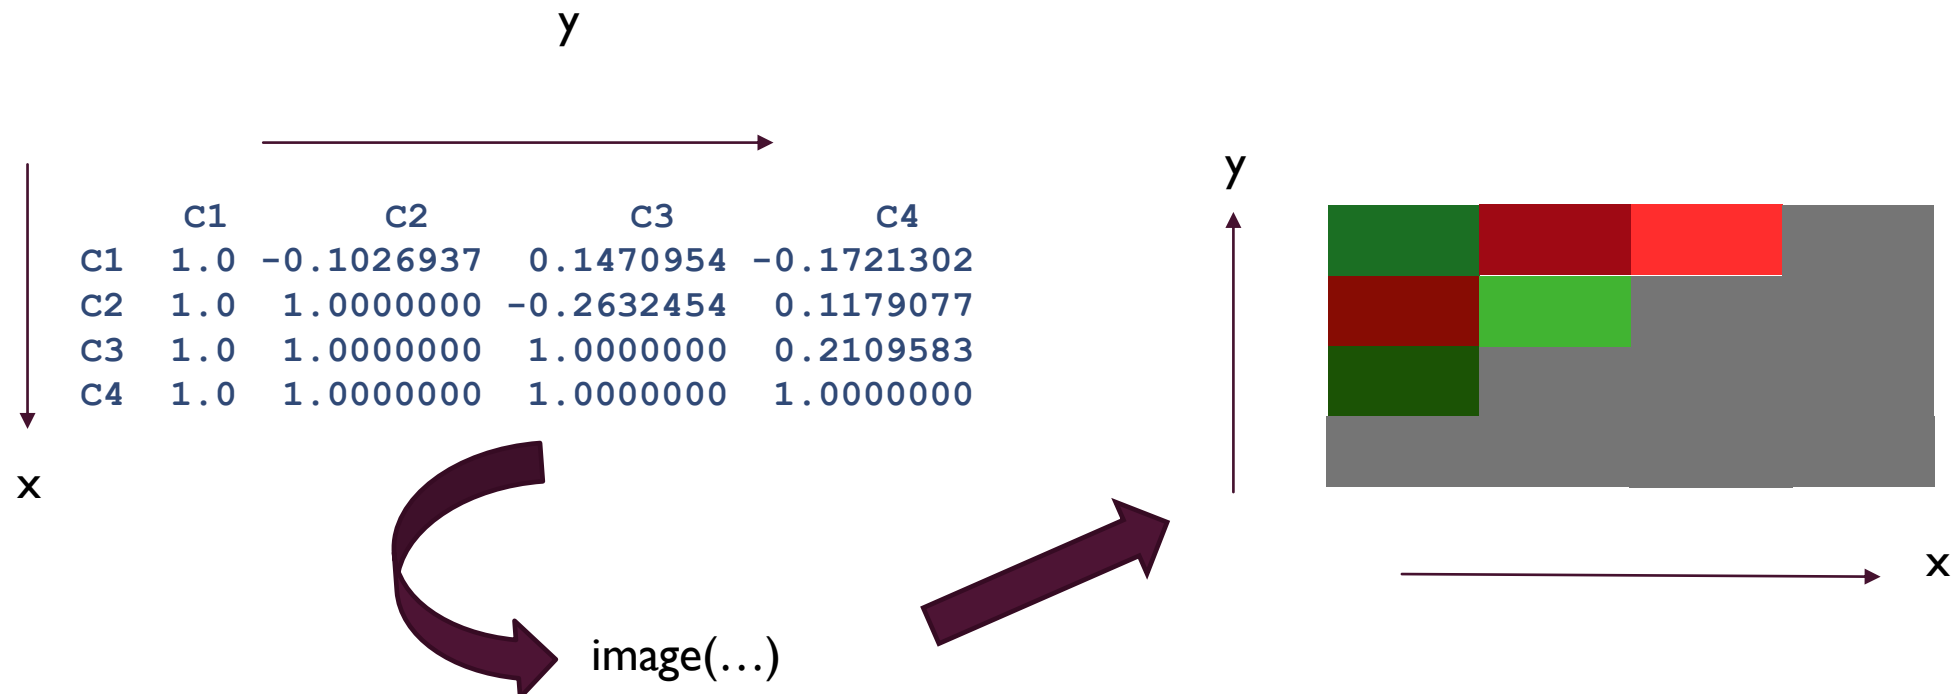 y
y
C1 C2 C3 C4
C1 1.0 -0.1026937 0.1470954 -0.1721302
C2 1.0 1.0000000 -0.2632454 0.1179077
C3 1.0 1.0000000 1.0000000 0.2109583
C4 1.0 1.0000000 1.0000000 1.0000000
x
x
image(…)